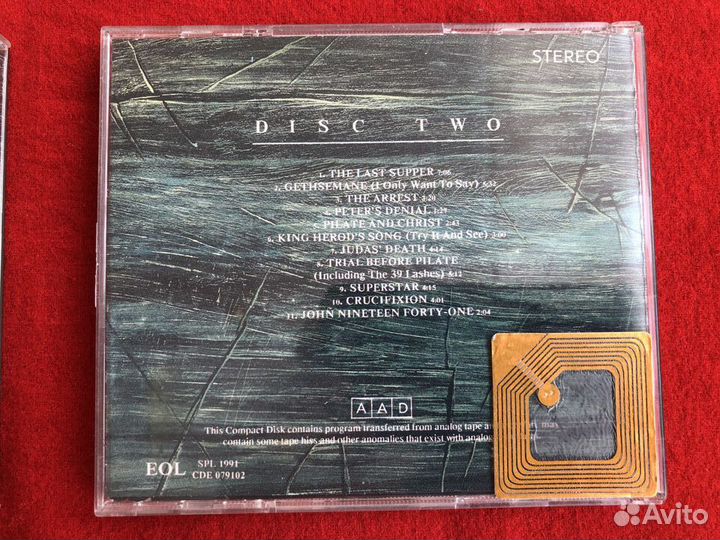 STEREO
DISC TWO
1. THE LAST SUPPER 7:06
2. GETHSEMANE (I Only Want To Say) 5:32
3. THE ARREST 3:20
4. PETER'S DENIAL 1:27
5. PILATE AND CHRIST 2:43
6. KING HEROD'S SONG (Try It And See) 3:00
7. JUDAS' DEATH 4:14
8. TRIAL BEFORE PILATE
(Including The 39 Lashes) 5:12
9. SUPERSTAR 4:15
10. CRUCIFIXION 4:01
11. JOHN NINETEEN FORTY-ONE 2:04
AAD
This Compact Disk contains program transferred from analog tape may
contain some tape hiss and other anomalies that exist with analog
EOL SPL 1991
CDE 079102
Avito